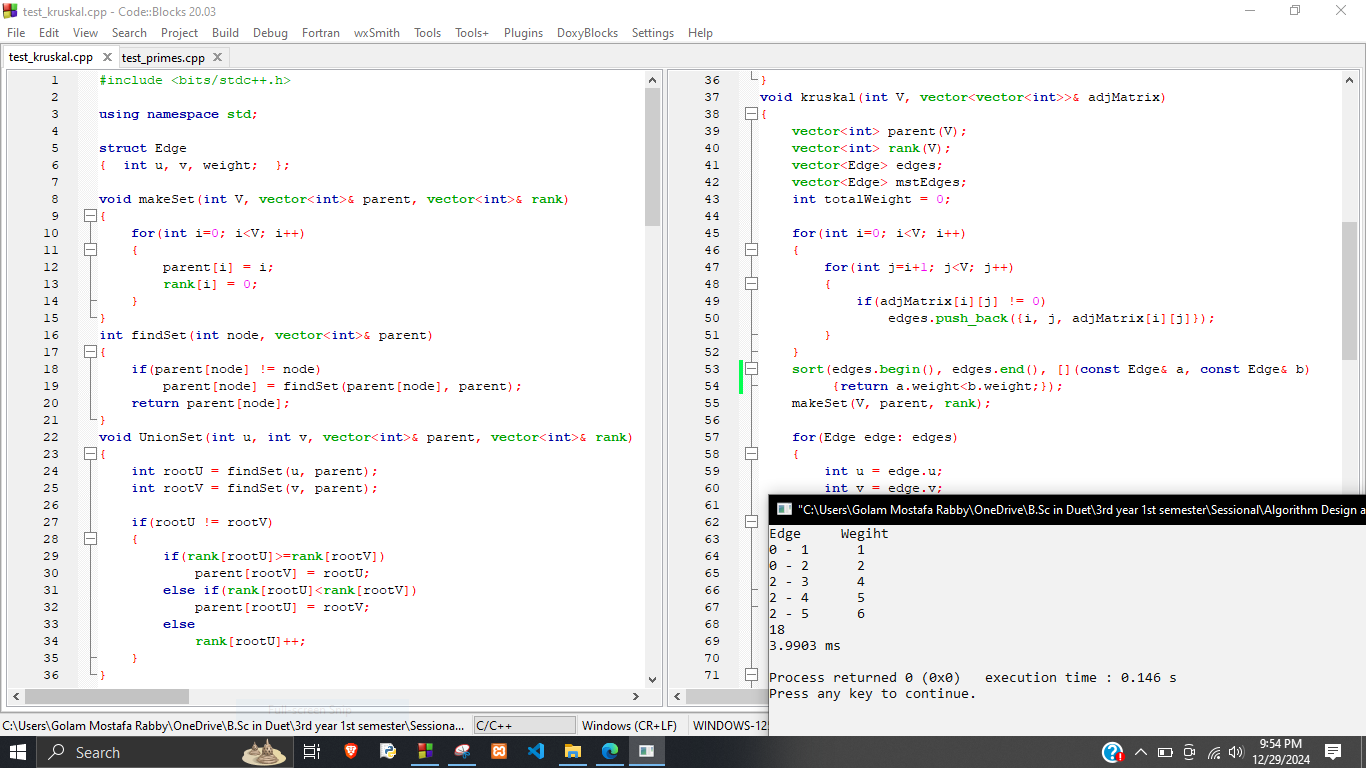 test_kruskal.cpp - Code::Blocks 20.03
File Edit View Search Project Build Debug Fortran wxSmith Tools Tools+ Plugins DoxyBlocks Settings Help
test_kruskal.cpp test_primes.cpp
1 #include <bits/stdc++.h>
2
3 using namespace std;
4
5 struct Edge
6 { int u, v, weight; };
7
8 void makeSet(int V, vector<int>& parent, vector<int>& rank)
9 {
10 for(int i=0; i<V; i++)
11 {
12 parent[i] = i;
13 rank[i] = 0;
14 }
15 }
16 int findSet(int node, vector<int>& parent)
17 {
18 if(parent[node] != node)
19 parent[node] = findSet(parent[node], parent);
20 return parent[node];
21 }
22 void UnionSet(int u, int v, vector<int>& parent, vector<int>& rank)
23 {
24 int rootU = findSet(u, parent);
25 int rootV = findSet(v, parent);
26
27 if(rootU != rootV)
28 {
29 if(rank[rootU]>=rank[rootV])
30 parent[rootV] = rootU;
31 else if(rank[rootU]<rank[rootV])
32 parent[rootU] = rootV;
33 else
34 rank[rootU]++;
35 }
36 }
36 }
37 void kruskal(int V, vector<vector<int>>& adjMatrix)
38 {
39 vector<int> parent(V);
40 vector<int> rank(V);
41 vector<Edge> edges;
42 vector<Edge> mstEdges;
43 int totalWeight = 0;
44
45 for(int i=0; i<V; i++)
46 {
47 for(int j=i+1; j<V; j++)
48 {
49 if(adjMatrix[i][j] != 0)
50 edges.push_back({i, j, adjMatrix[i][j]});
51 }
52 }
53 sort(edges.begin(), edges.end(), [](const Edge& a, const Edge& b)
54 {return a.weight<b.weight;});
55 makeSet(V, parent, rank);
56
57 for(Edge edge: edges)
58 {
59 int u = edge.u;
60 int v = edge.v;
62
63
64
65
66
67
68
69
70
71
"C:\Users\Golam Mostafa Rabby\OneDrive\B.Sc in Duet\3rd year 1st semester\Sessional\Algorithm Design a
Edge Wegiht
0 - 1 1
0 - 2 2
2 - 3 4
2 - 4 5
2 - 5 6
18
3.9903 ms
Process returned 0 (0x0) execution time : 0.146 s
Press any key to continue.
Full-screen Snip
C:\Users\Golam Mostafa Rabby\OneDrive\B.Sc in Duet\3rd year 1st semester\Sessiona... C/C++ Windows (CR+LF) WINDOWS-125
Search
9:54 PM
12/29/2024